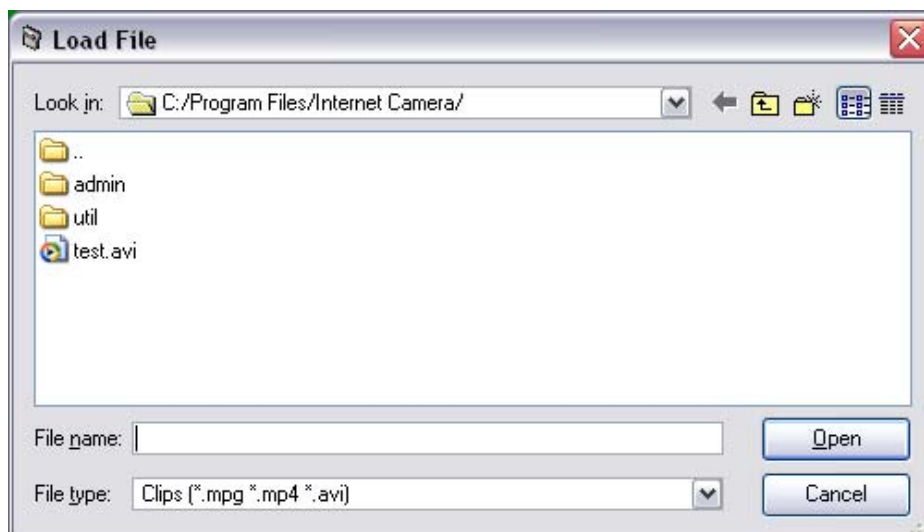 Load File
Look in: C:/Program Files/Internet Camera/
..
admin
util
test.avi
File name: Open
File type: Clips (*.mpg *.mp4 *.avi) Cancel